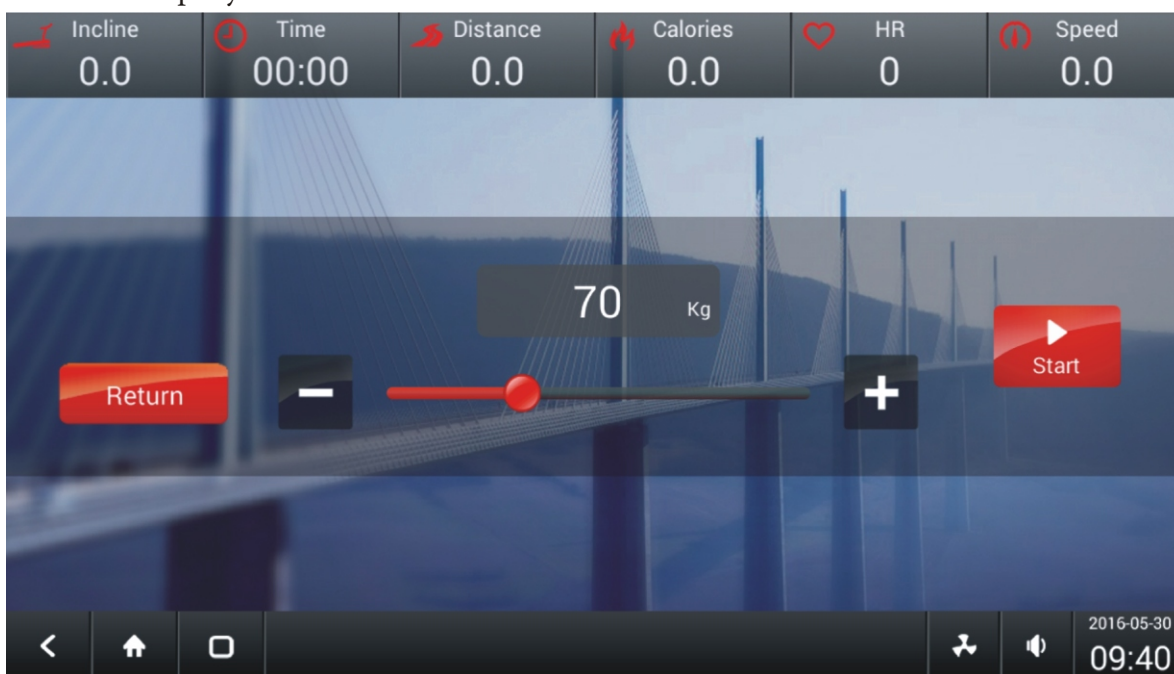 Incline Time Distance Calories HR Speed
0.0 00:00 0.0 0.0 0 0.0
70 Kg
Start
Return
2016-05-30
09:40